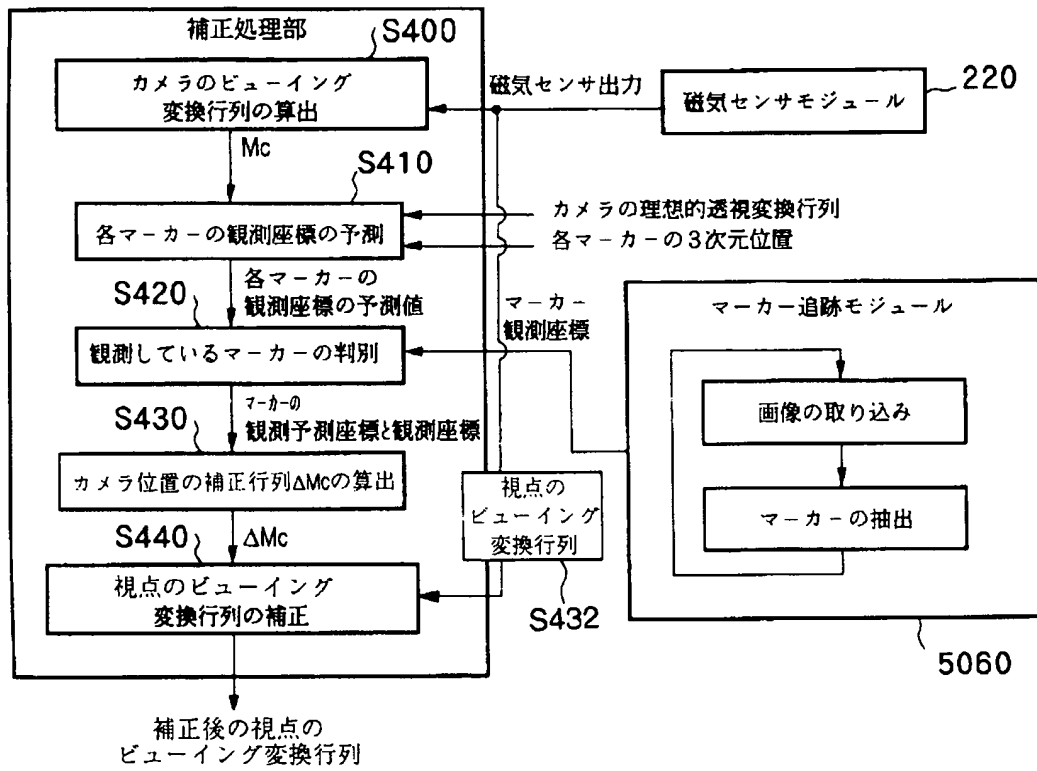 補正処理部
S400
カメラのビューイング
変換行列の算出
磁気センサ出力
磁気センサモジュール
220
Mc
S410
各マーカーの観測座標の予測
カメラの理想的透視変換行列
各マーカーの3次元位置
各マーカーの
観測座標の予測値
S420
観測しているマーカーの判別
マーカー
観測座標
マーカー追跡モジュール
画像の取り込み
マーカーの抽出
5060
マーカーの
観測予測座標と観測座標
S430
カメラ位置の補正行列ΔMcの算出
視点の
ビューイング
変換行列
S432
S440
ΔMc
視点のビューイング
変換行列の補正
補正後の視点の
ビューイング変換行列